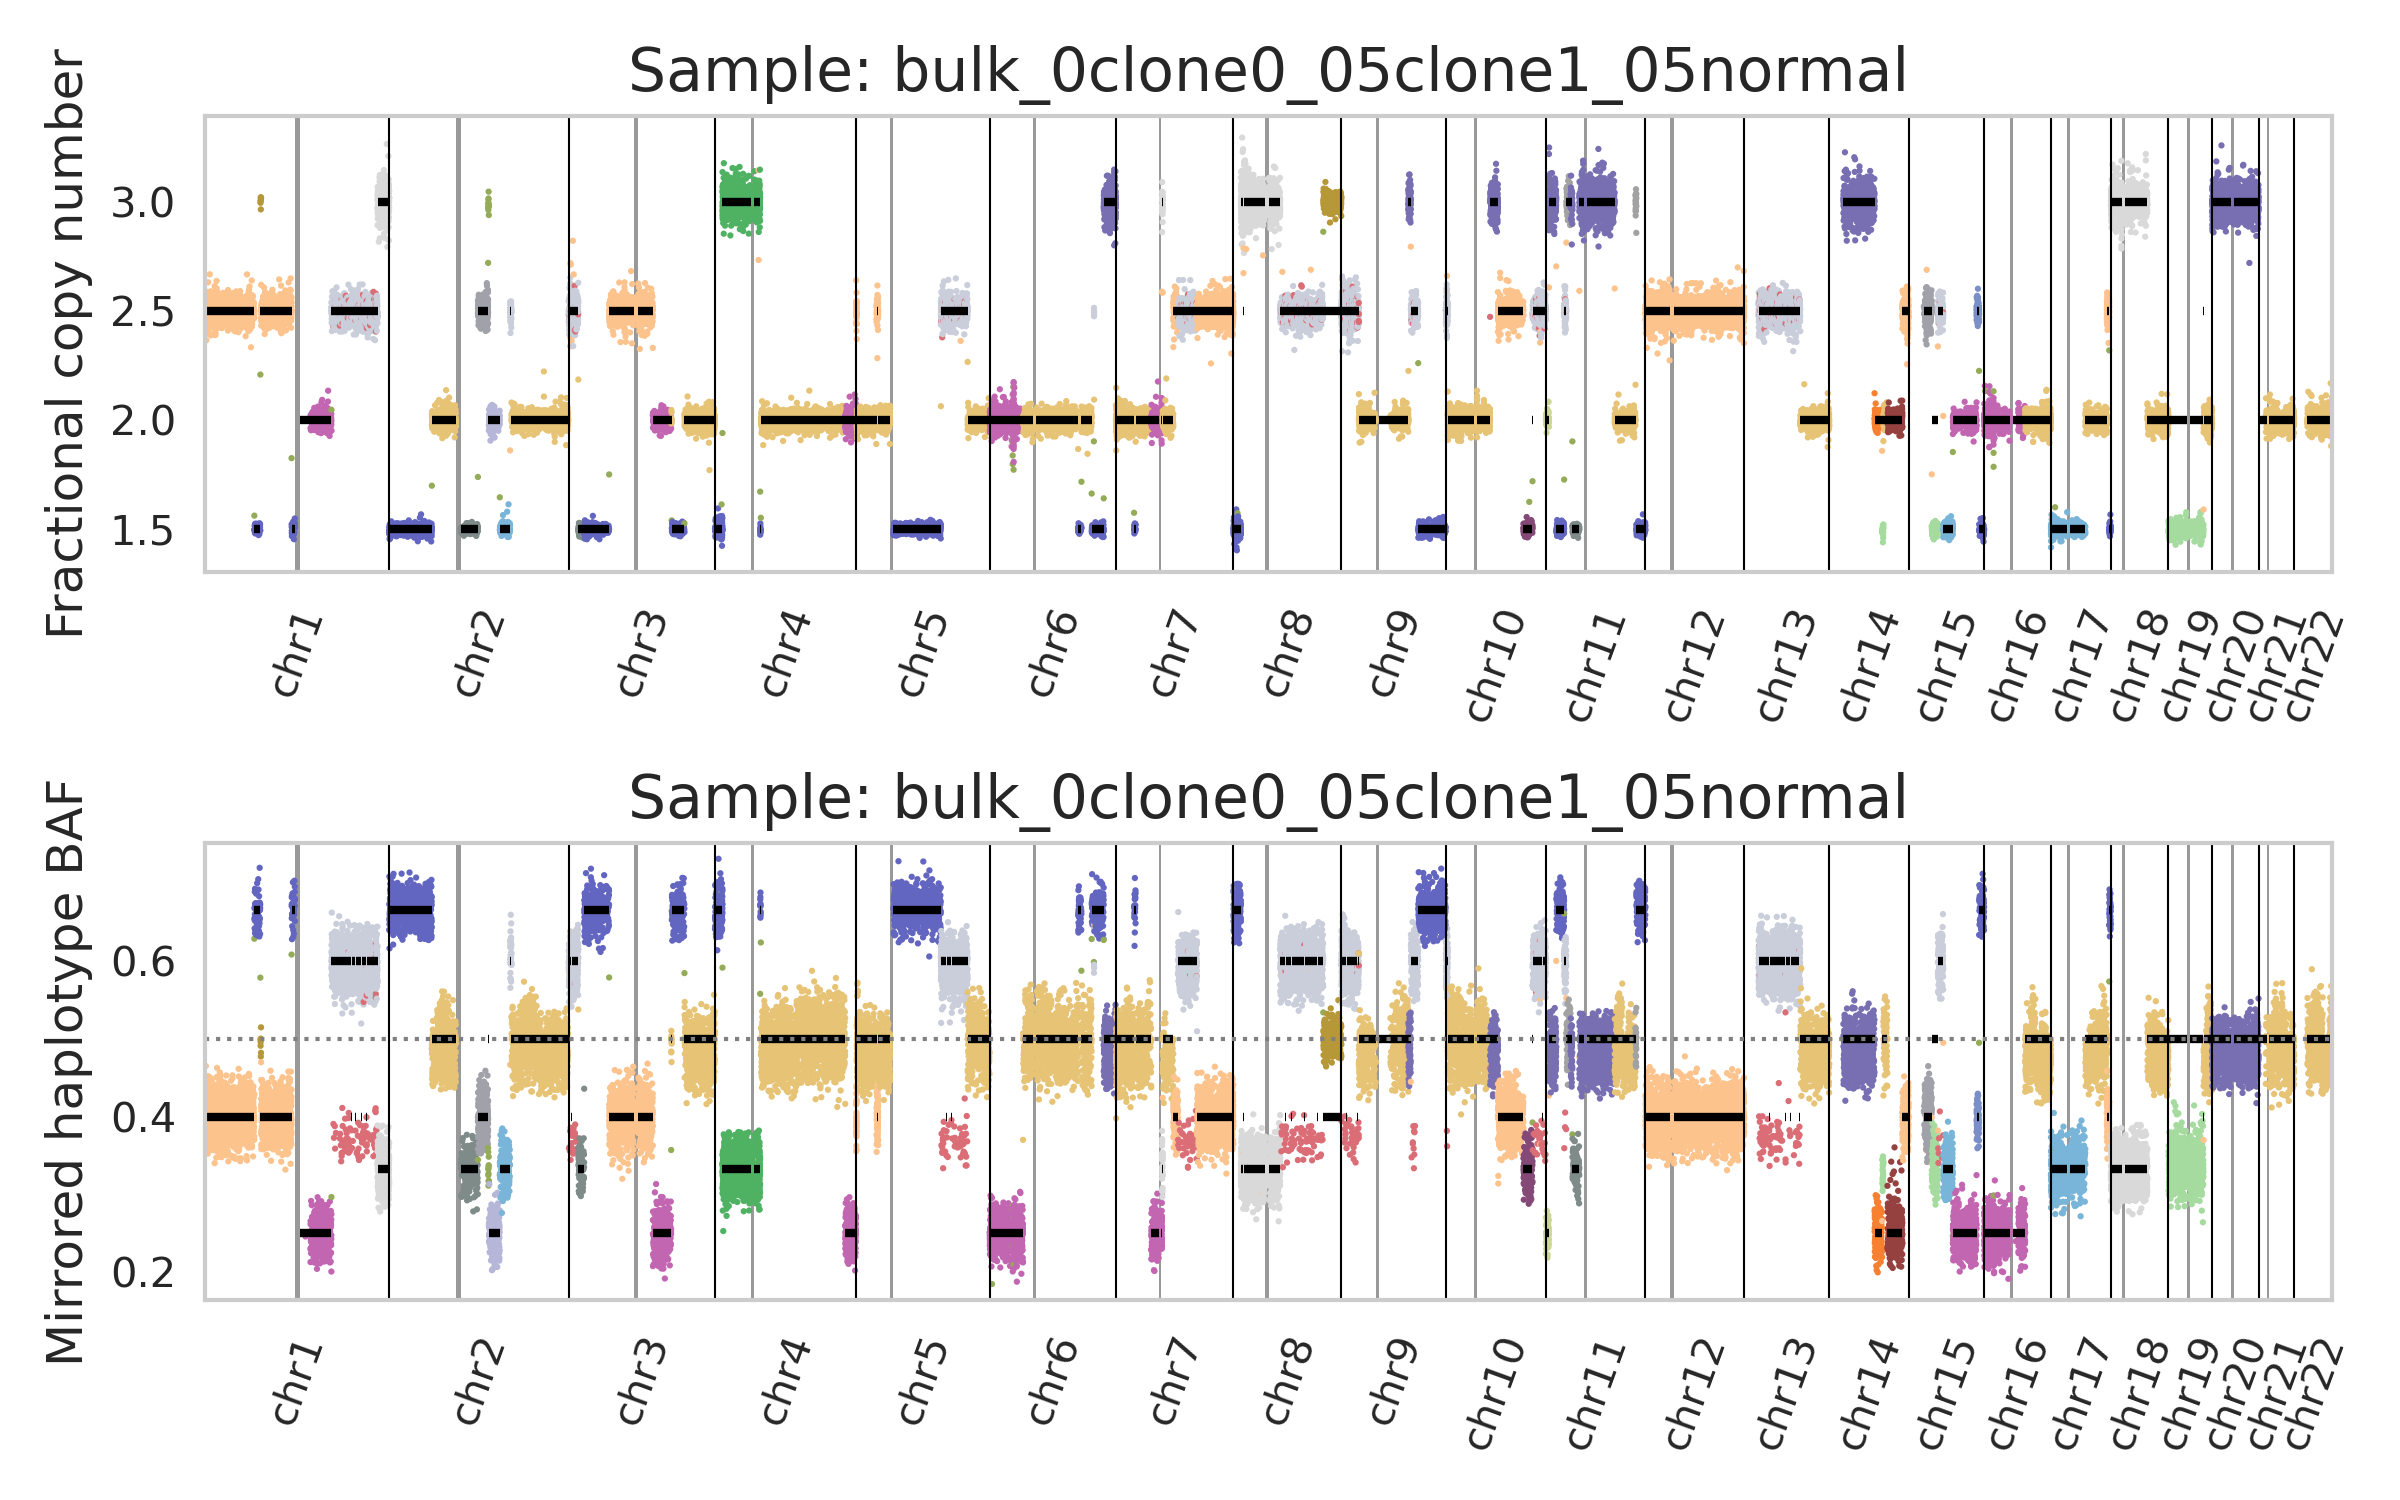 Sample: bulk_0clone0_05clone1_05normal
Fractional copy number
3.0
2.5
2.0
1.5
chr1
chr2
chr3
chr4
chr5
chr6
chr7
chr8
chr9
chr10
chr11
chr12
chr13
chr14
chr15
chr16
chr17
chr18
chr19
chr20
chr21
chr22
Sample: bulk_0clone0_05clone1_05normal
Mirrored haplotype BAF
0.6
0.4
0.2
chr1
chr2
chr3
chr4
chr5
chr6
chr7
chr8
chr9
chr10
chr11
chr12
chr13
chr14
chr15
chr16
chr17
chr18
chr19
chr20
chr21
chr22